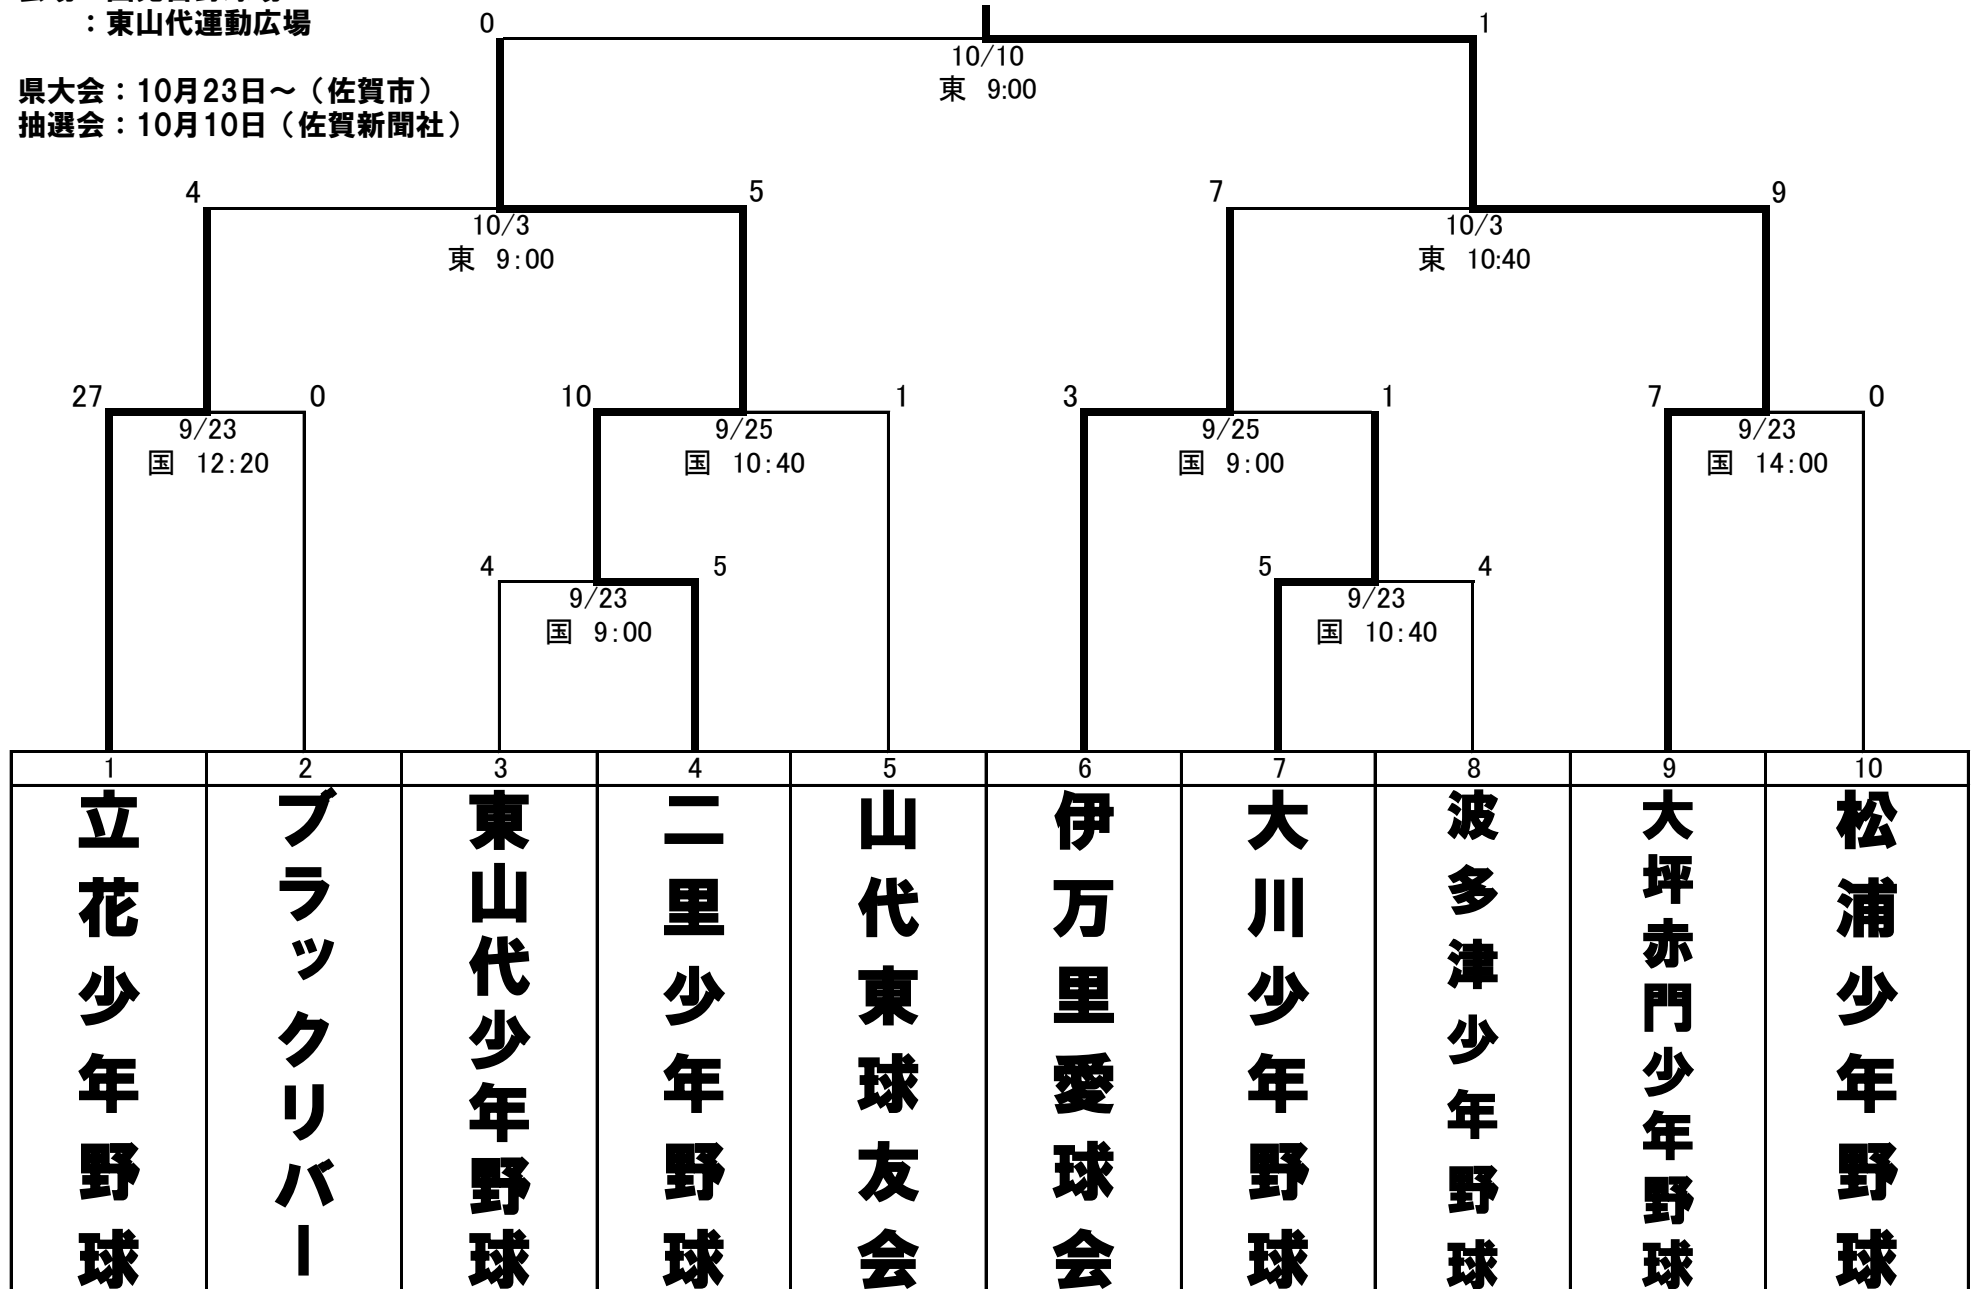 ：東山代運動広場
県大会：10月23日～（佐賀市）
抽選会：10月10日（佐賀新聞社）
0
1
10/10
東 9:00
4
5
10/3
東 9:00
7
9
10/3
東 10:40
27
0
9/23
国 12:20
10
1
9/25
国 10:40
3
1
9/25
国 9:00
7
0
9/23
国 14:00
4
5
9/23
国 9:00
5
4
9/23
国 10:40
1
2
3
4
5
6
7
8
9
10
立花少年野球
ブラックリバー
東山代少年野球
二里少年野球
山代東球友会
伊万里愛球会
大川少年野球
波多津少年野球
大坪赤門少年野球
松浦少年野球